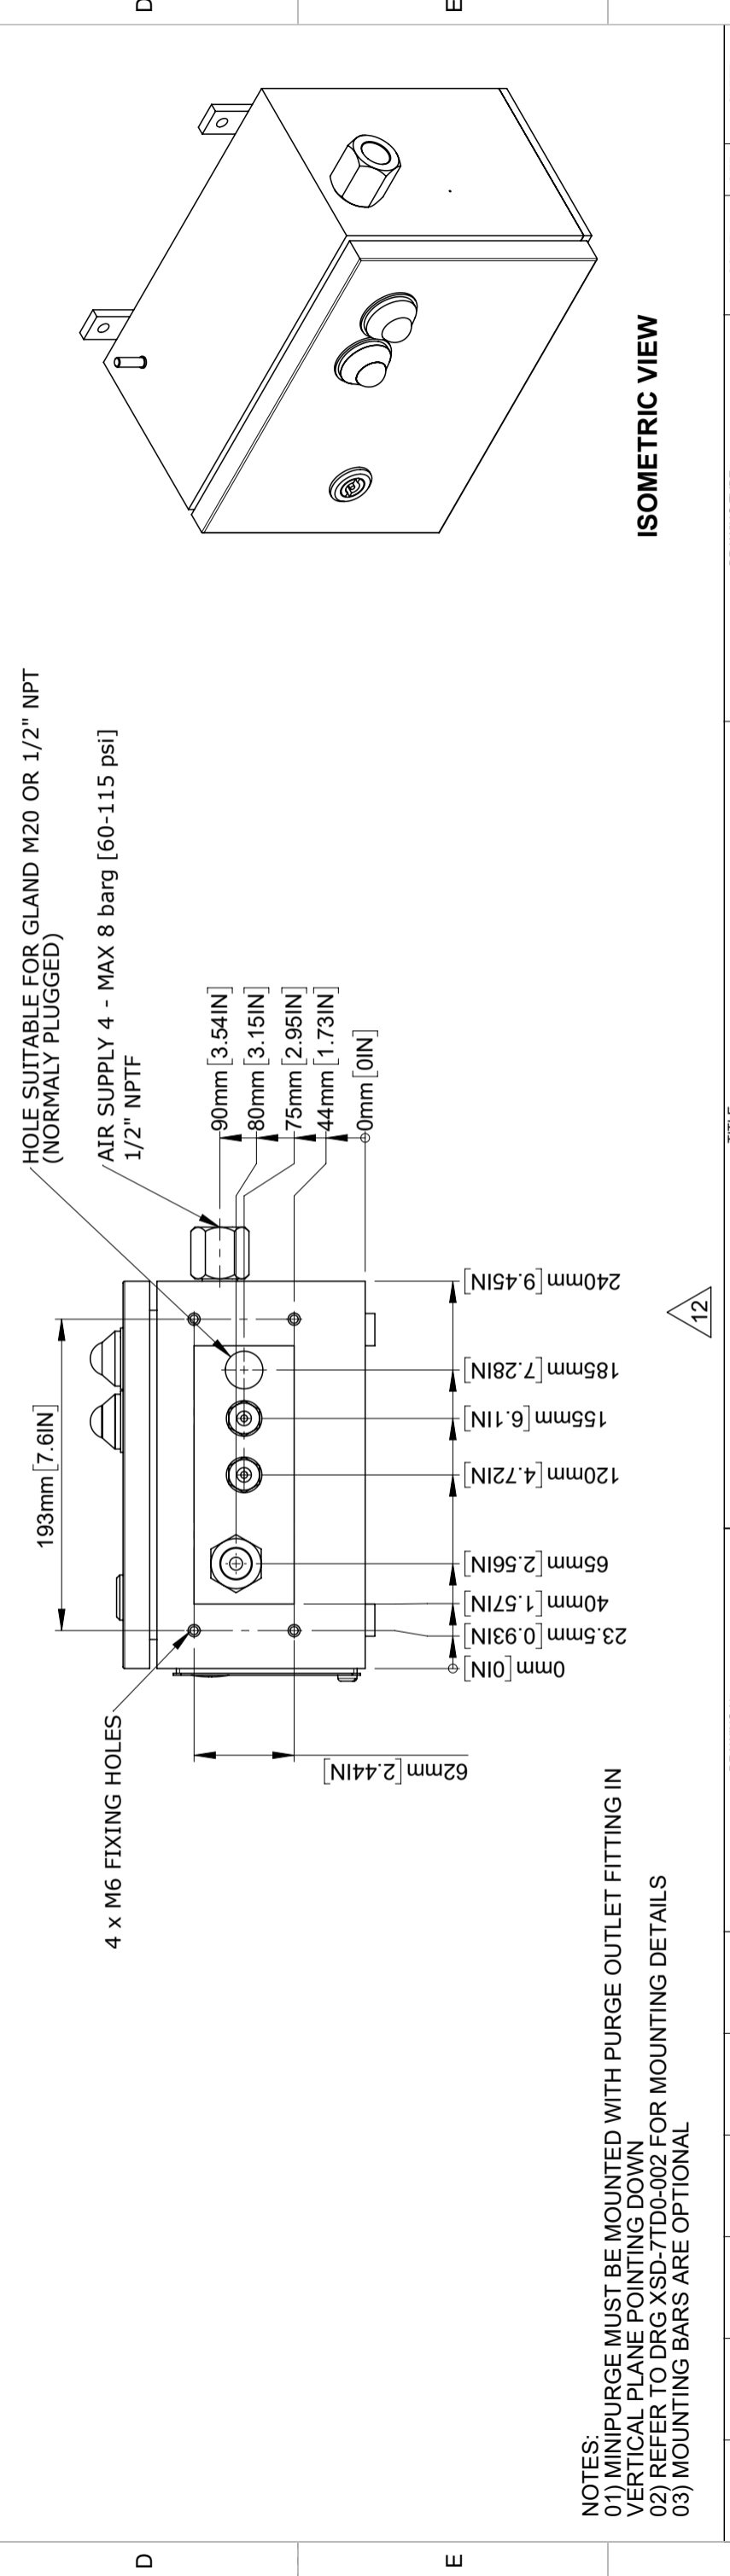 D
E
HOLE SUITABLE FOR GLAND M20 OR 1/2" NPT
(NORMALY PLUGGED)
AIR SUPPLY 4 - MAX 8 barg [60-115 psi]
1/2" NPTF
193mm [7.6IN]
4 x M6 FIXING HOLES
90mm [3.54IN]
80mm [3.15IN]
75mm [2.95IN]
44mm [1.73IN]
0mm [0IN]
62mm [2.44IN]
0mm [0IN]
23.5mm [0.93IN]
40mm [1.57IN]
65mm [2.56IN]
120mm [4.72IN]
155mm [6.1IN]
185mm [7.28IN]
240mm [9.45IN]
ISOMETRIC VIEW
12
NOTES:
01) MINIPURGE MUST BE MOUNTED WITH PURGE OUTLET FITTING IN
VERTICAL PLANE POINTING DOWN
02) REFER TO DRG XSD-7TD0-002 FOR MOUNTING DETAILS
03) MOUNTING BARS ARE OPTIONAL
D
E